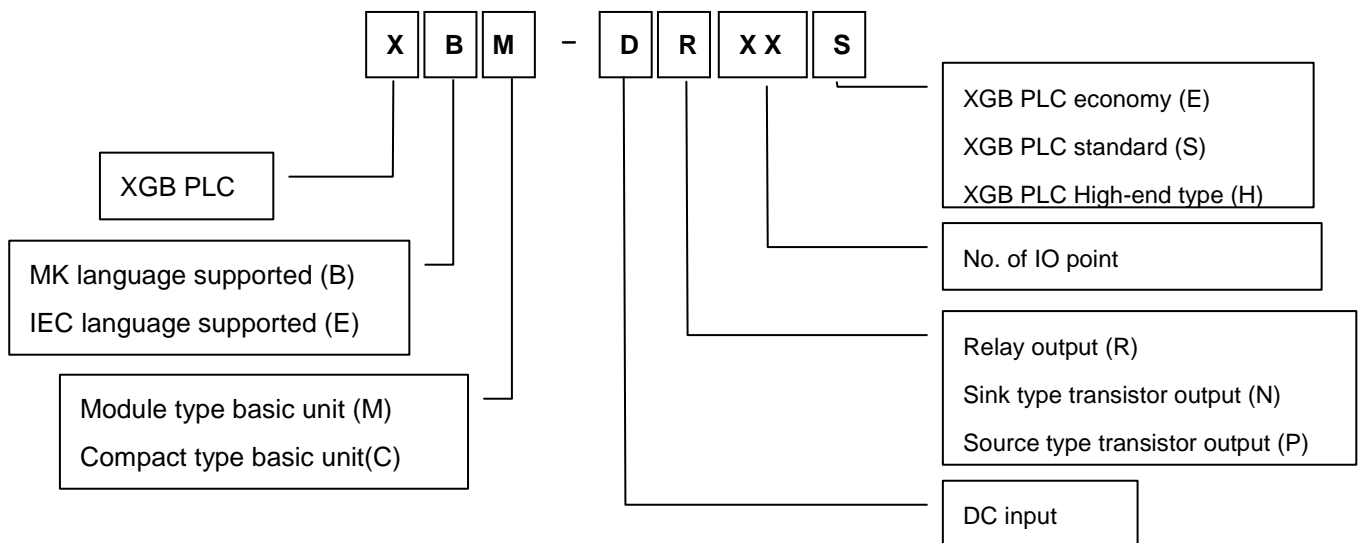 X B M – D R X X S
XGB PLC
MK language supported (B)
IEC language supported (E)
Module type basic unit (M)
Compact type basic unit(C)
XGB PLC economy (E)
XGB PLC standard (S)
XGB PLC High-end type (H)
No. of IO point
Relay output (R)
Sink type transistor output (N)
Source type transistor output (P)
DC input